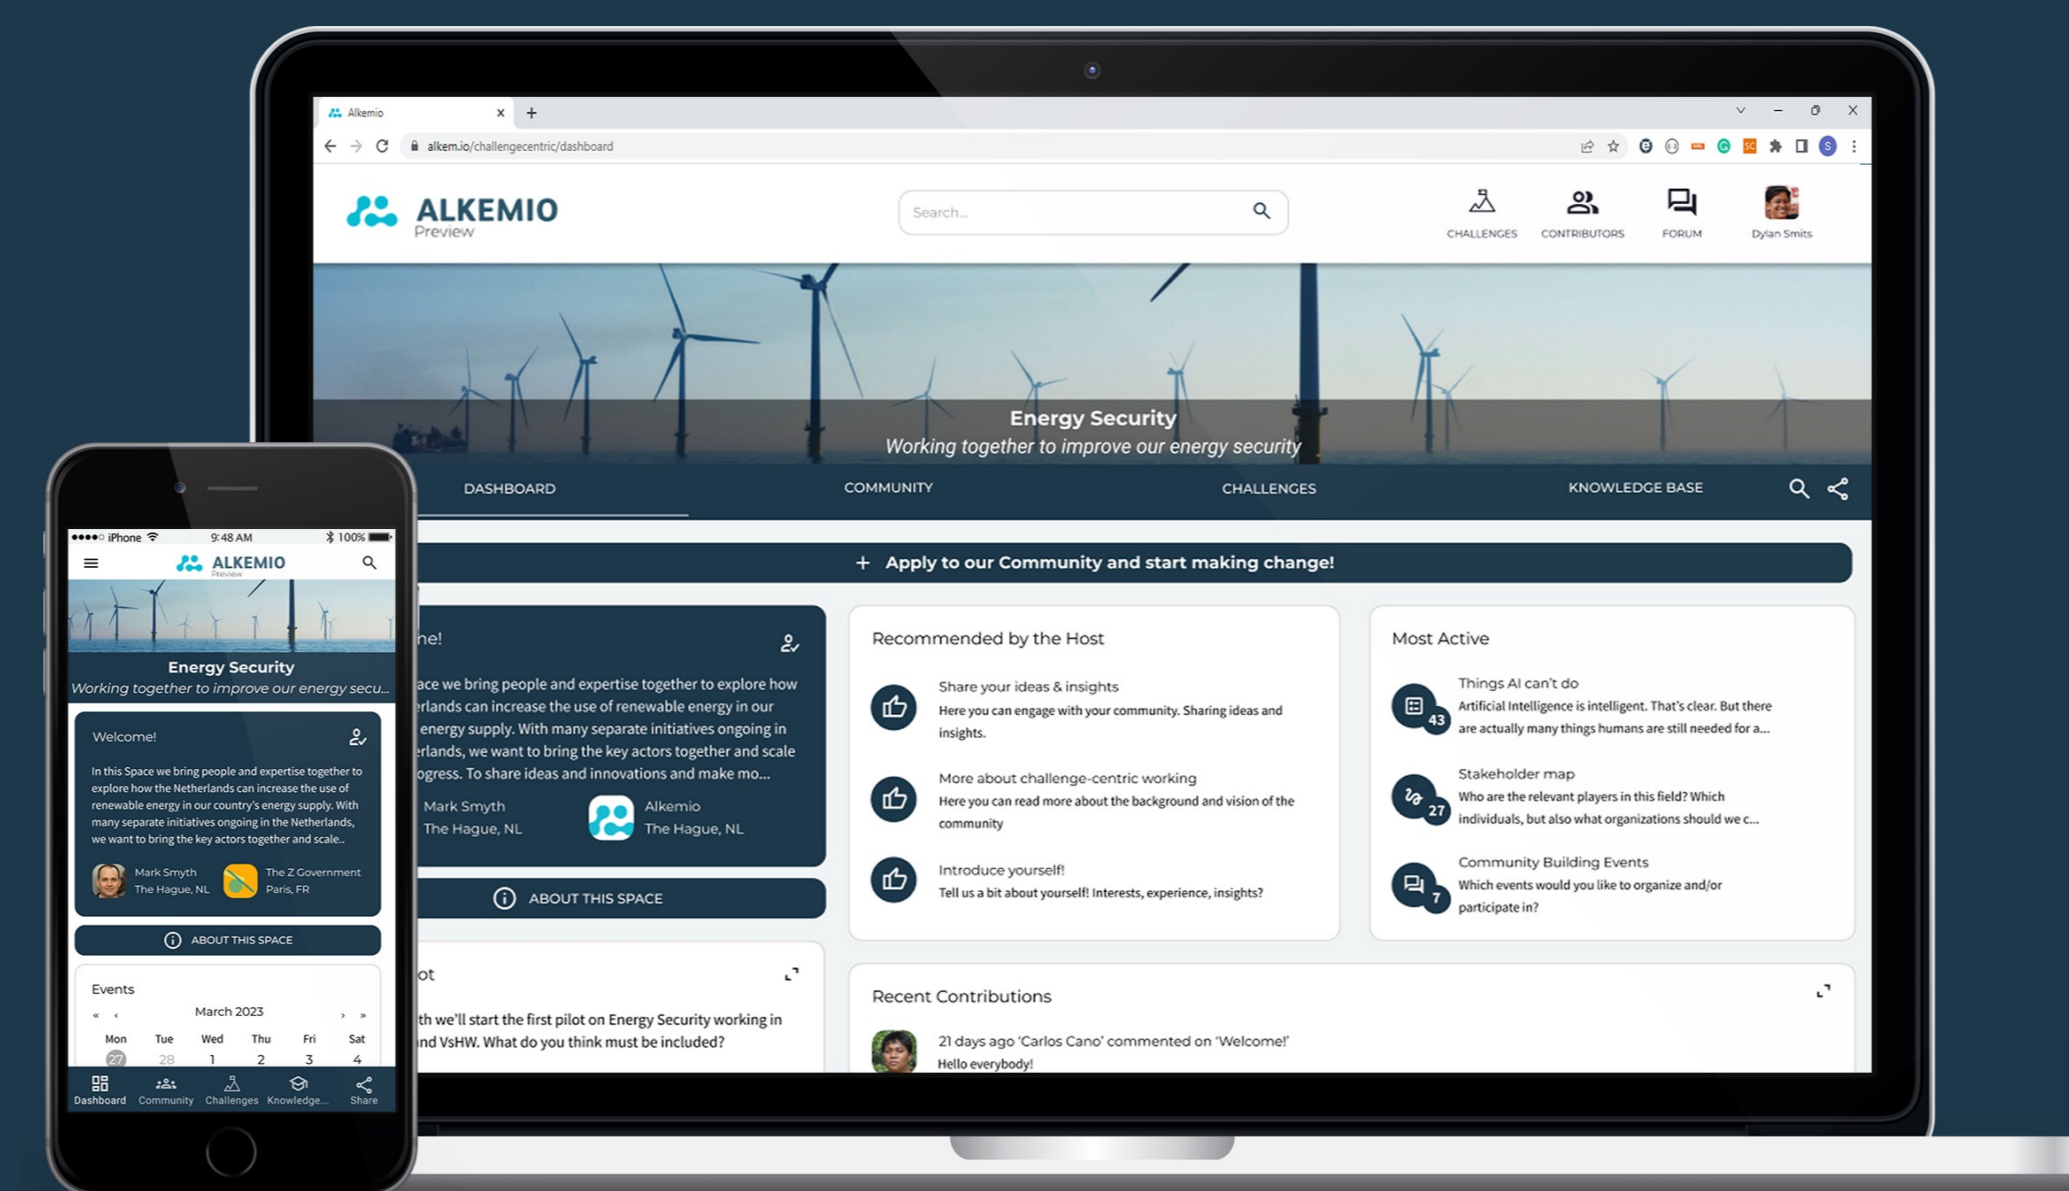 Alkemio
alkem.io/challengecentric/dashboard
ALKEMIO
Preview
Search...
CHALLENGES
CONTRIBUTORS
FORUM
Dylan Smits
Energy Security
Working together to improve our energy security
DASHBOARD
COMMUNITY
CHALLENGES
KNOWLEDGE BASE
+ Apply to our Community and start making change!
ne!
ace we bring people and expertise together to explore how
erlands can increase the use of renewable energy in our
energy supply. With many separate initiatives ongoing in
erlands, we want to bring the key actors together and scale
ogress. To share ideas and innovations and make mo...
Mark Smyth
The Hague, NL
Alkemio
The Hague, NL
ABOUT THIS SPACE
ot
th we'll start the first pilot on Energy Security working in
nd VsHW. What do you think must be included?
Recommended by the Host
Share your ideas & insights
Here you can engage with your community. Sharing ideas and
insights.
More about challenge-centric working
Here you can read more about the background and vision of the
community
Introduce yourself!
Tell us a bit about yourself! Interests, experience, insights?
Most Active
43
Things AI can't do
Artificial Intelligence is intelligent. That's clear. But there
are actually many things humans are still needed for a...
27
Stakeholder map
Who are the relevant players in this field? Which
individuals, but also what organizations should we c...
7
Community Building Events
Which events would you like to organize and/or
participate in?
Recent Contributions
21 days ago 'Carlos Cano' commented on 'Welcome!'
Hello everybody!
iPhone 9:48 AM 100%
ALKEMIO
Preview
Energy Security
Working together to improve our energy secu...
Welcome!
In this Space we bring people and expertise together to
explore how the Netherlands can increase the use of
renewable energy in our country's energy supply. With
many separate initiatives ongoing in the Netherlands,
we want to bring the key actors together and scale..
Mark Smyth
The Hague, NL
The Z Government
Paris, FR
ABOUT THIS SPACE
Events
« ‹ March 2023 › »
Mon Tue Wed Thu Fri Sat
27 28 1 2 3 4
Dashboard Community Challenges Knowledge... Share